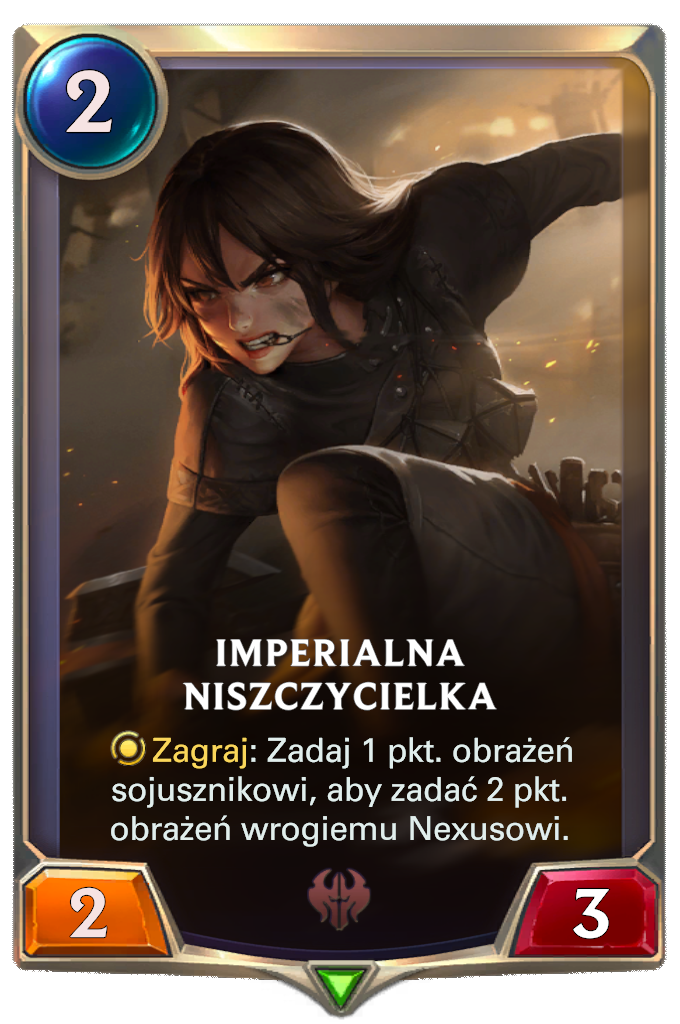 2
IMPERIALNA
NISZCZYCIELKA
Zagraj: Zadaj 1 pkt. obrażeń
sojusznikowi, aby zadać 2 pkt.
obrażeń wrogiemu Nexusowi.
2
3